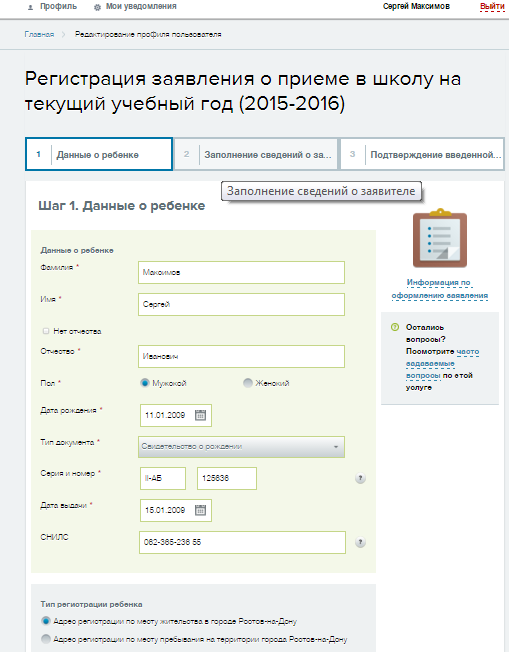 Профиль Мои уведомления Сергей Максимов Выйти
Главная Редактирование профиля пользователя
Регистрация заявления о приеме в школу на
текущий учебный год (2015-2016)
1 Данные о ребенке 2 Заполнение сведений о за... 3 Подтверждение введенной...
Заполнение сведений о заявителе
Шаг 1. Данные о ребенке
Данные о ребенке
Фамилия * Максимов
Имя * Сергей
Нет отчества
Отчество * Иванович
Пол * Мужской Женский
Дата рождения * 11.01.2009
Тип документа * Свидетельство о рождении
Серия и номер * II-АБ 125636 ?
Дата выдачи * 15.01.2009
СНИЛС 062-365-236 55 ?
Информация по
оформлению заявления
? Остались
вопросы?
Посмотрите часто
задаваемые
вопросы по этой
услуге
Тип регистрации ребенка
Адрес регистрации по месту жительства в городе Ростов-на-Дону
Адрес регистрации по месту пребывания на территории города Ростов-на-Дону